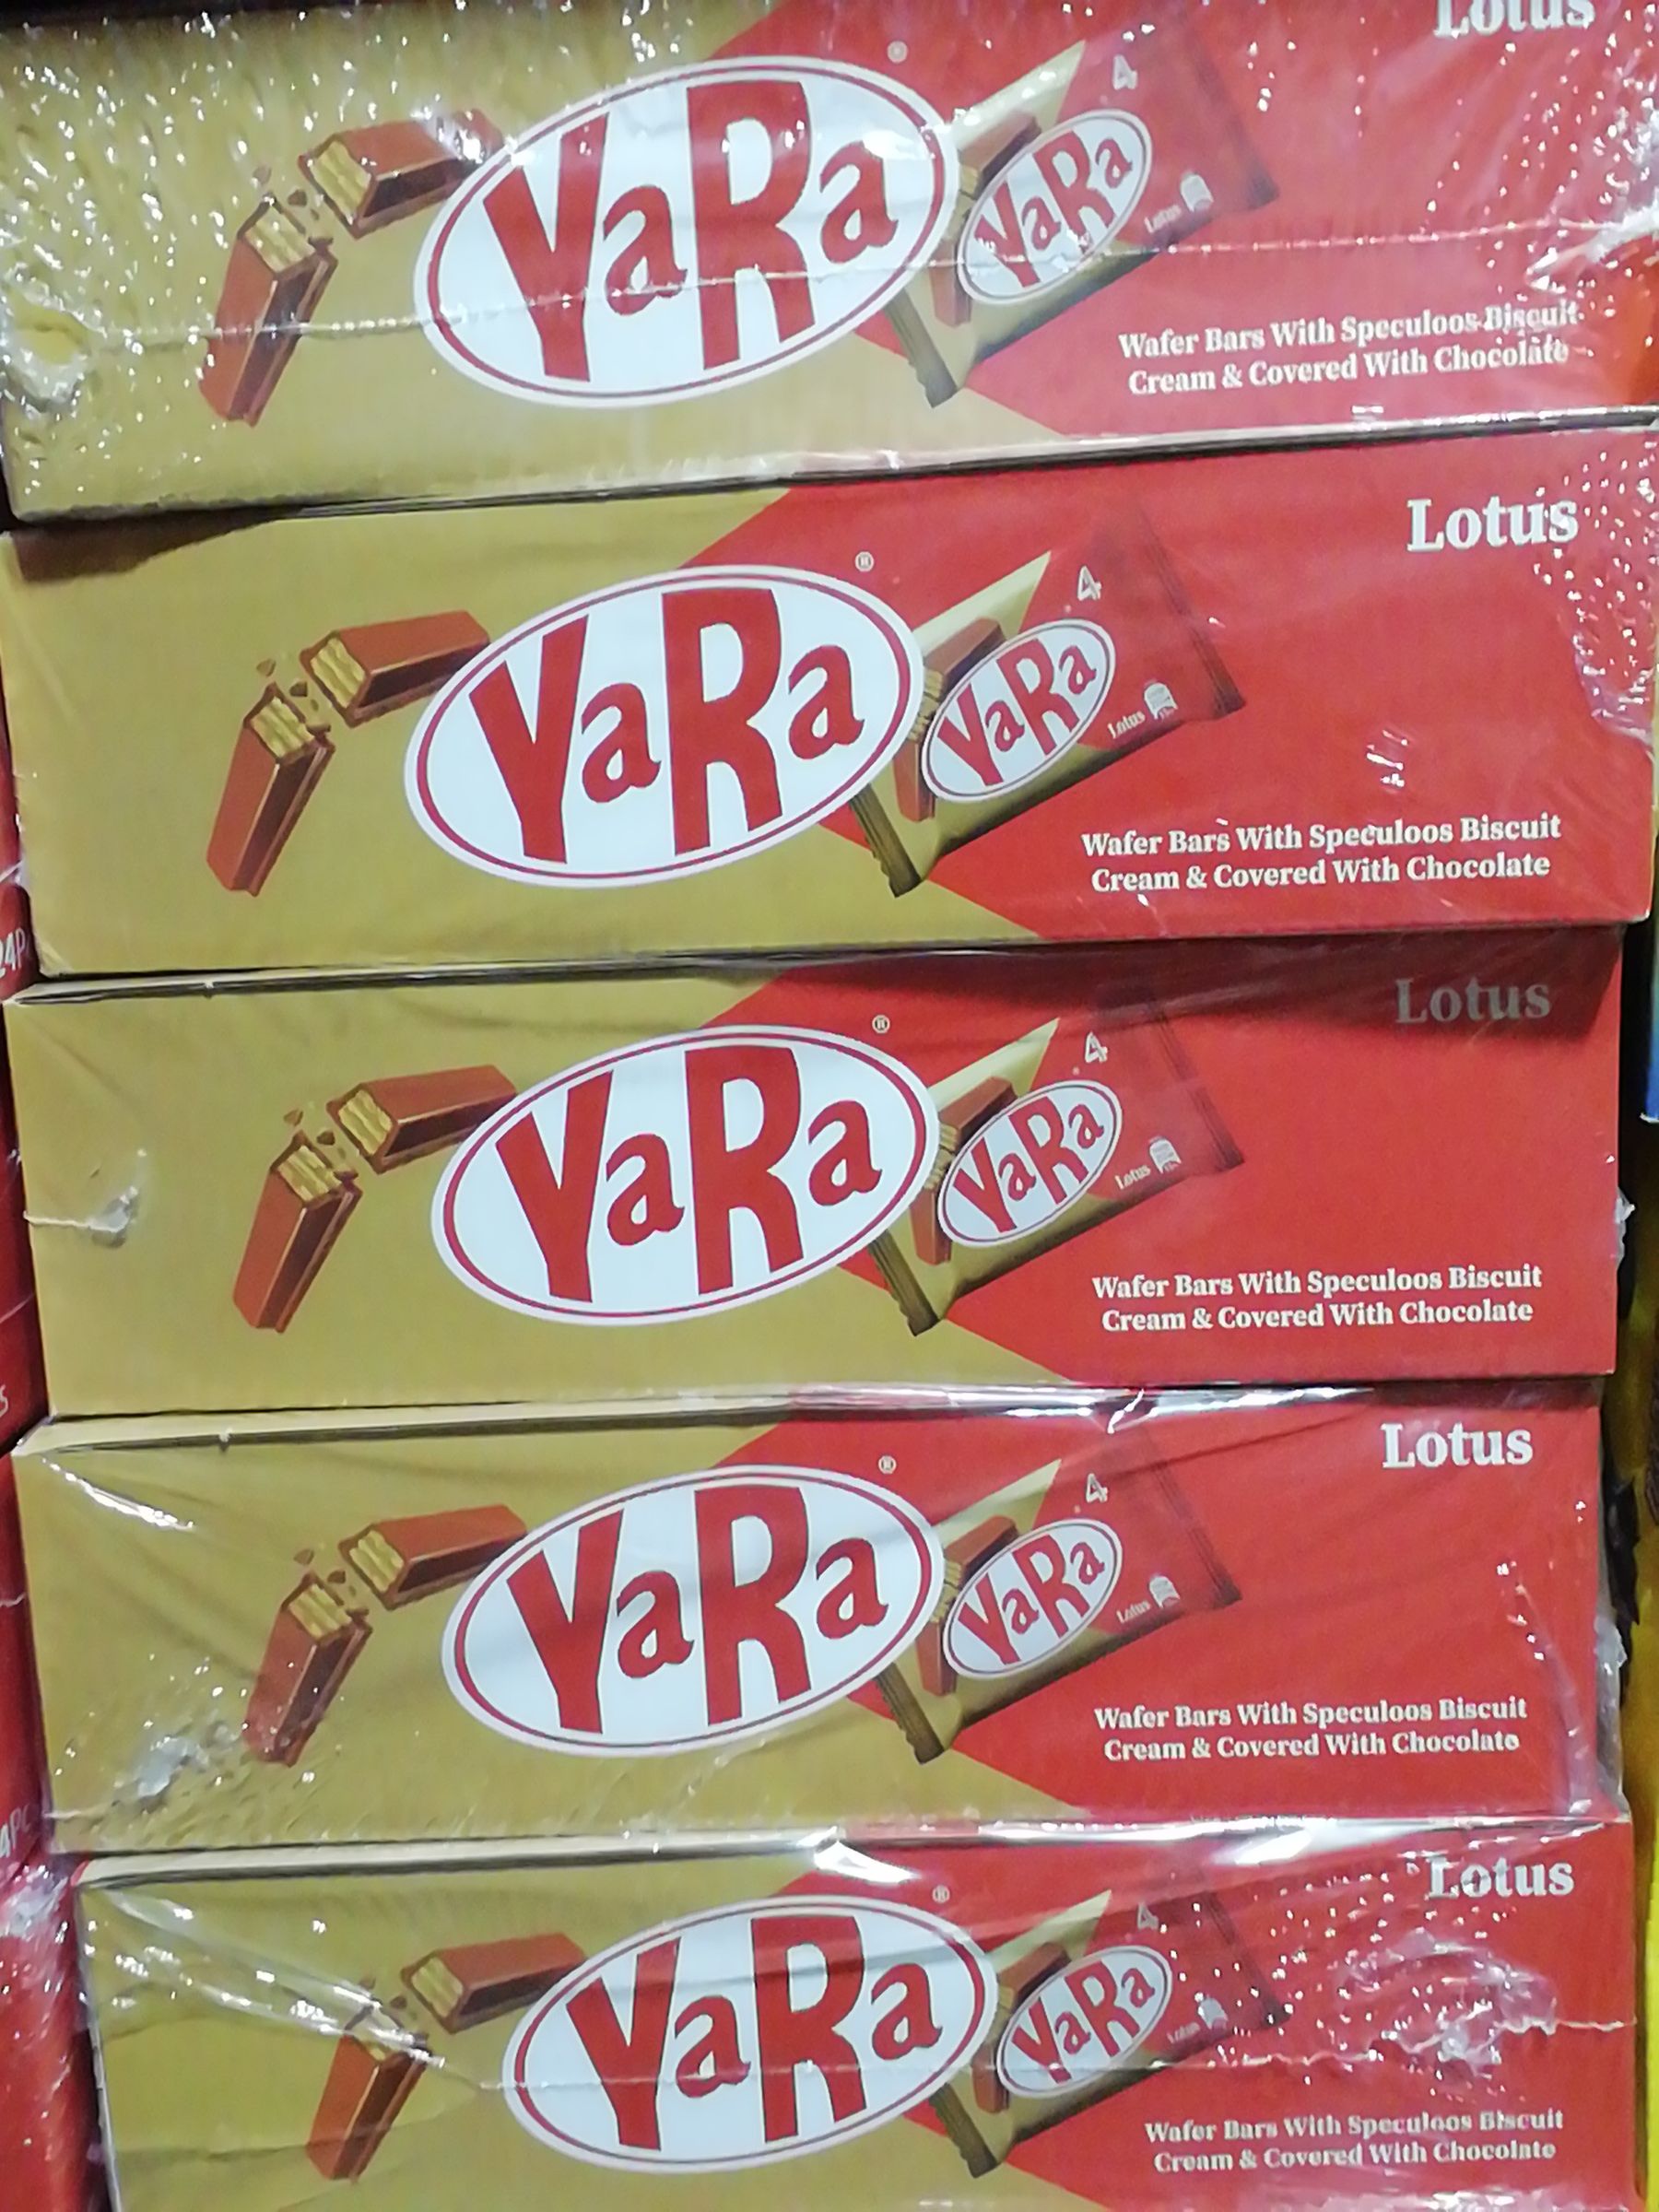 Lotus
®
4
YaRa
YaRa
Lotus
Wafer Bars With Speculoos Biscuit
Cream & Covered With Chocolate
Lotus
®
4
YaRa
YaRa
Lotus
Wafer Bars With Speculoos Biscuit
Cream & Covered With Chocolate
24P
Lotus
®
4
YaRa
YaRa
Lotus
Wafer Bars With Speculoos Biscuit
Cream & Covered With Chocolate
Lotus
®
4
YaRa
YaRa
Lotus
Wafer Bars With Speculoos Biscuit
Cream & Covered With Chocolate
Lotus
®
4
YaRa
YaRa
Lotus
Wafer Bars With Speculoos Biscuit
Cream & Covered With Chocolate